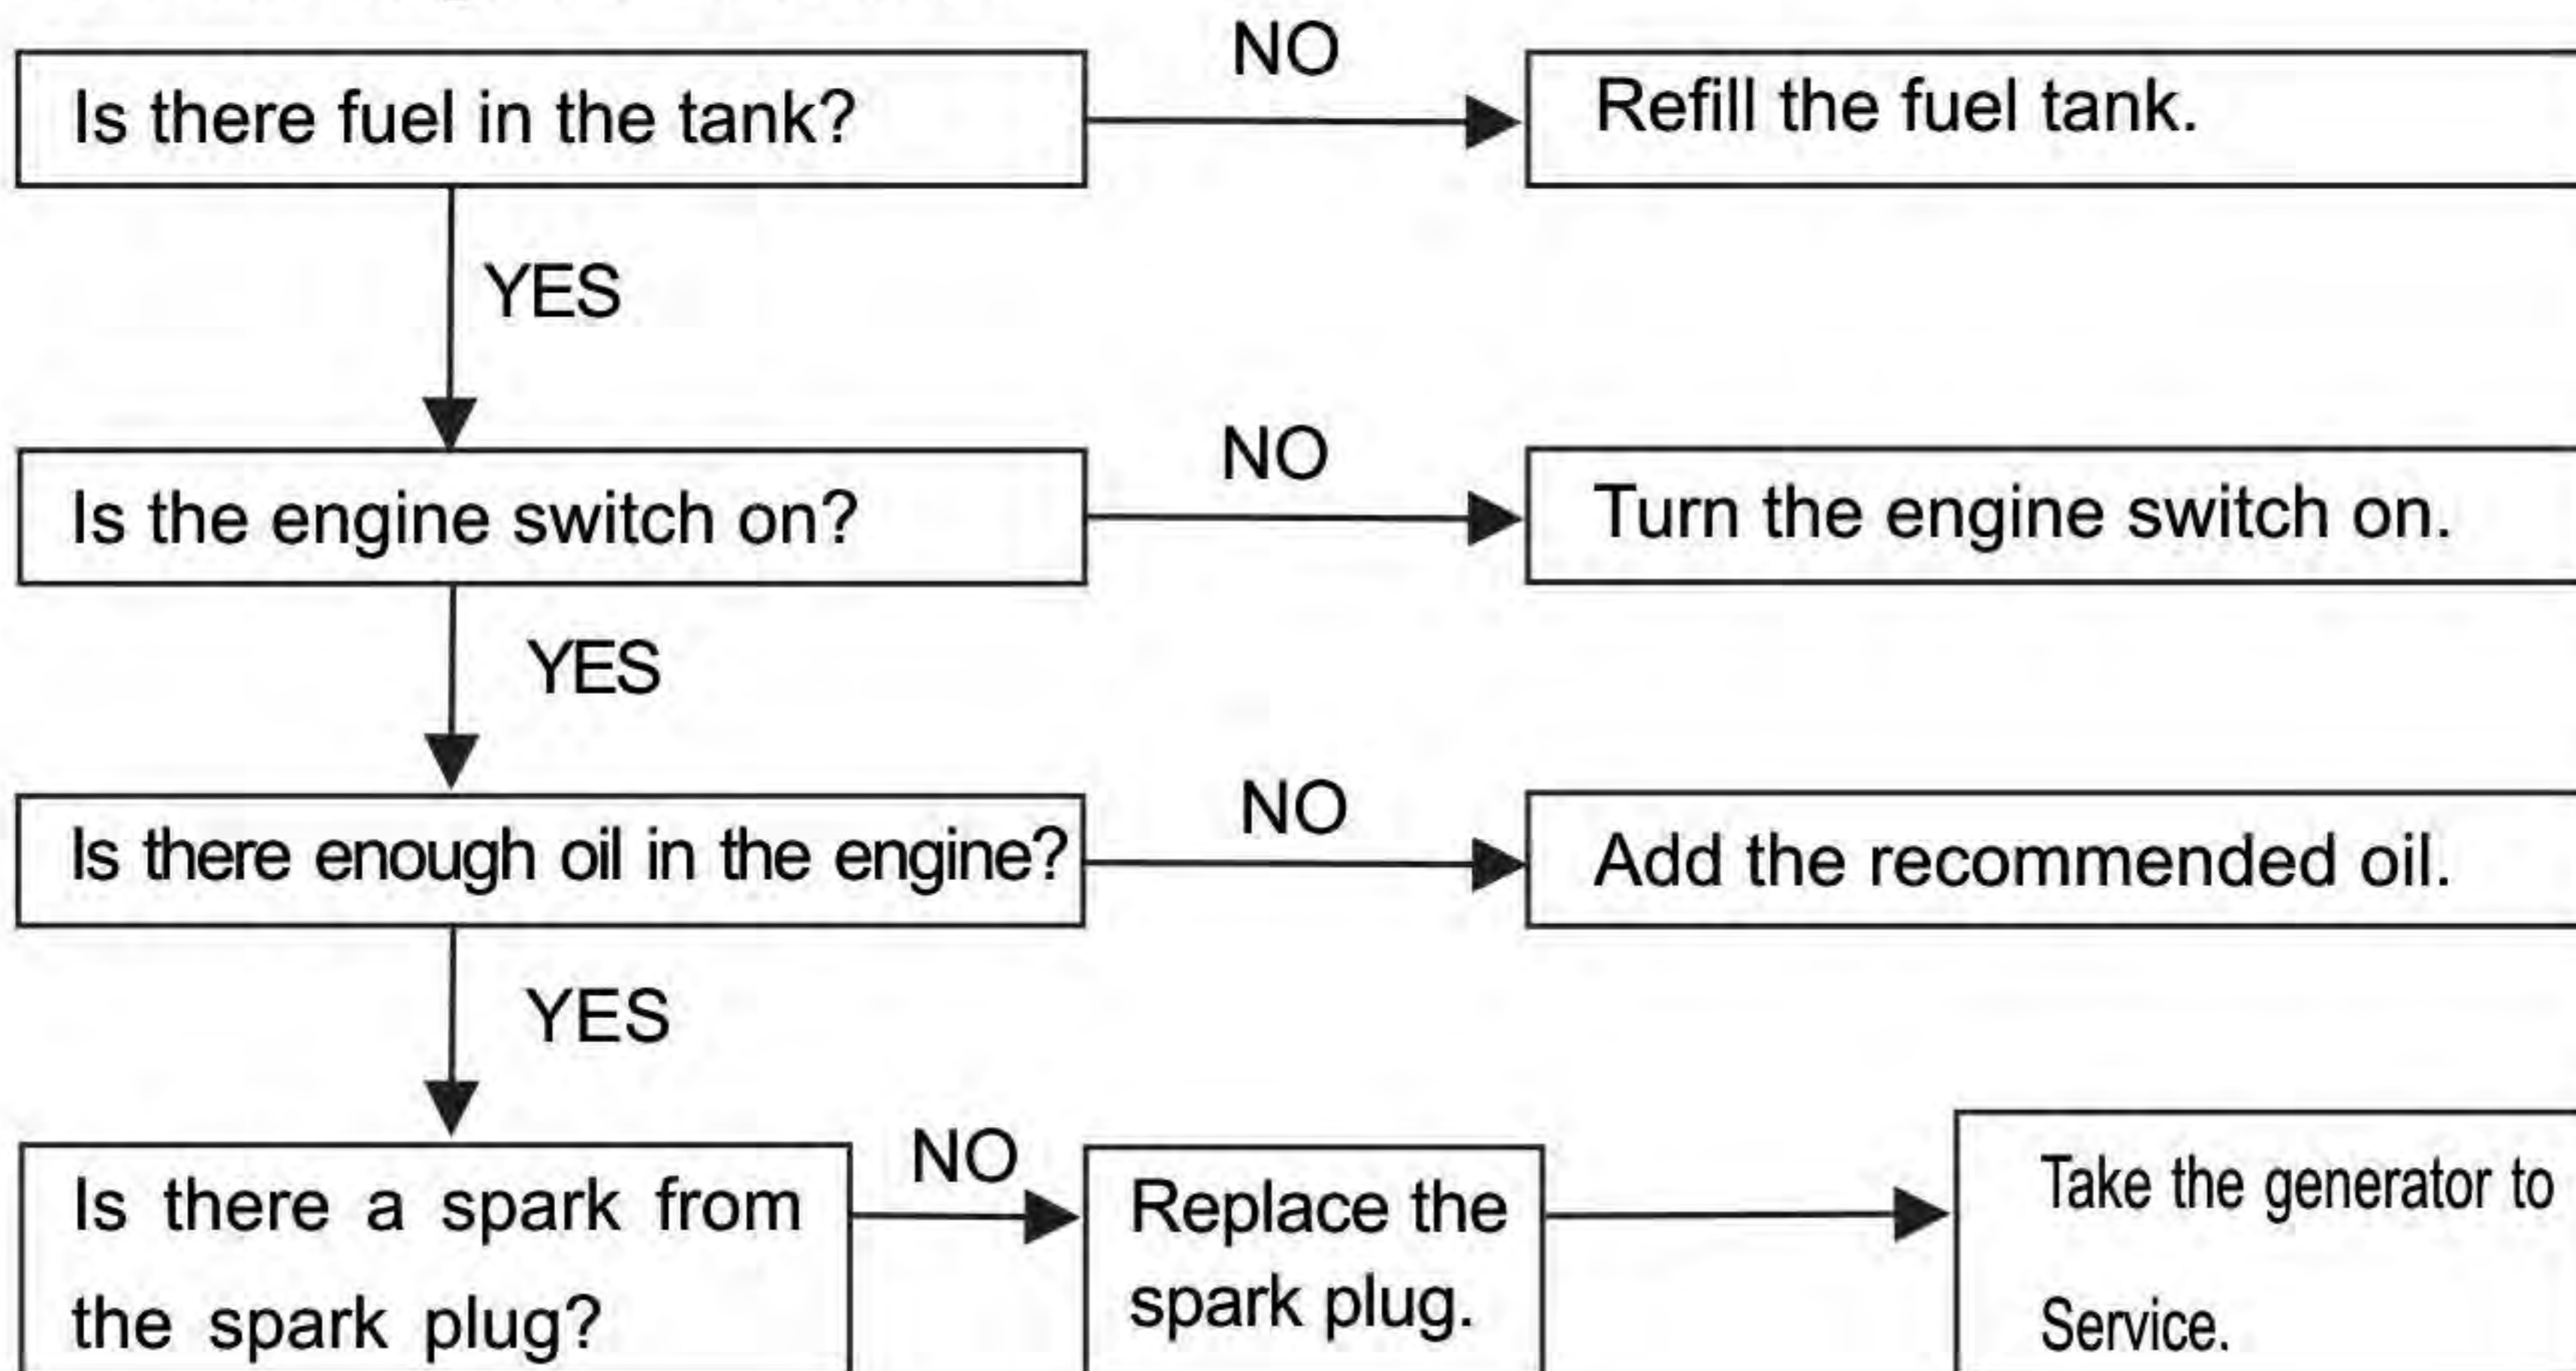 NO
Is there fuel in the tank?
Refill the fuel tank.
YES
NO
Is the engine switch on?
Turn the engine switch on.
YES
NO
Is there enough oil in the engine?
Add the recommended oil.
YES
NO
Is there a spark from
the spark plug?
Replace the
spark plug.
Take the generator to
Service.